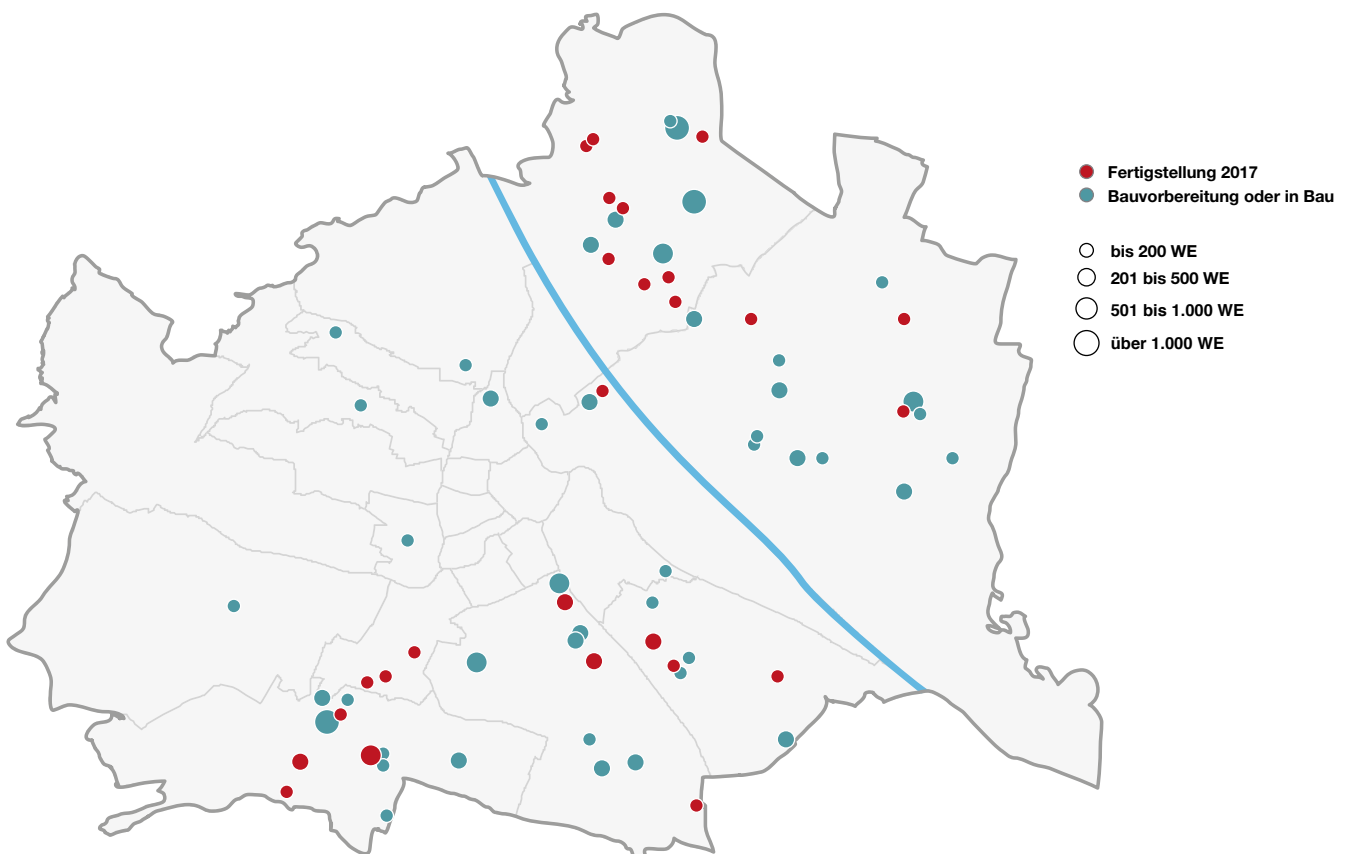 Fertigstellung 2017
Bauvorbereitung oder in Bau
bis 200 WE
201 bis 500 WE
501 bis 1.000 WE
über 1.000 WE